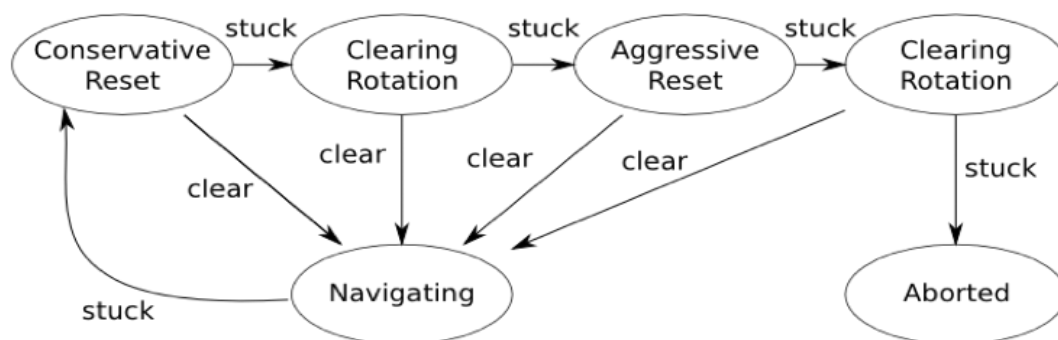 stuck
stuck
stuck
Conservative
Reset
Clearing
Rotation
Aggressive
Reset
Clearing
Rotation
clear
clear
clear
clear
stuck
Navigating
Aborted
stuck